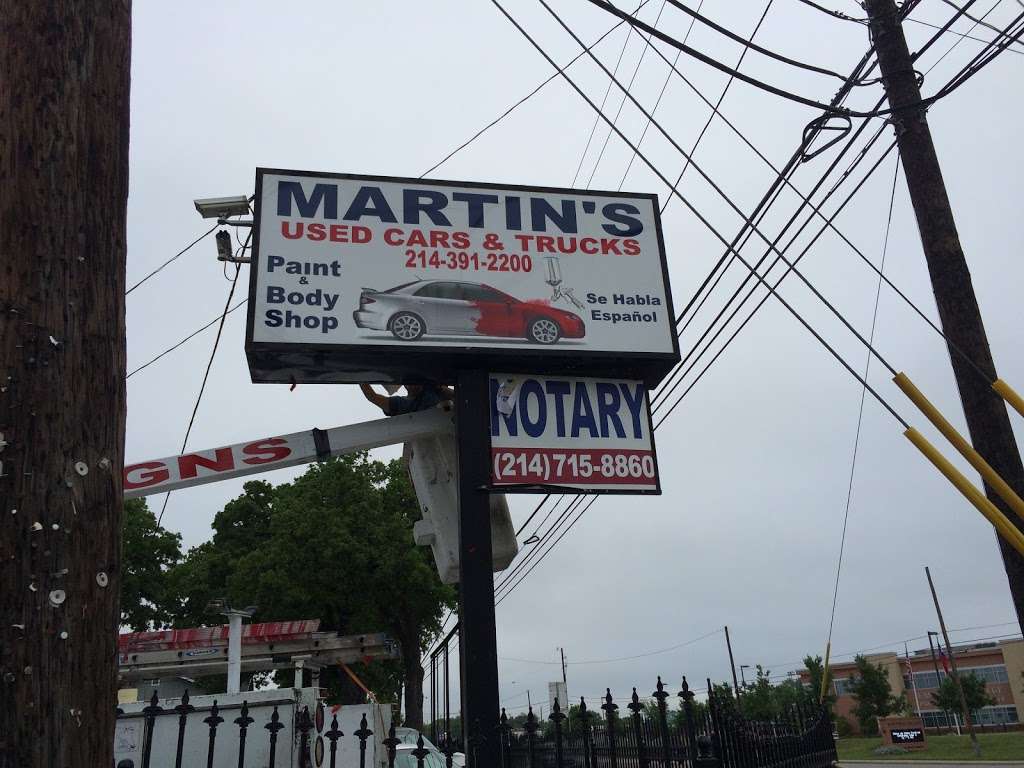 MARTIN'S
USED CARS & TRUCKS
214-391-2200
Paint
&
Body
Shop
Se Habla
Español
NOTARY
(214) 715-8860
GNS